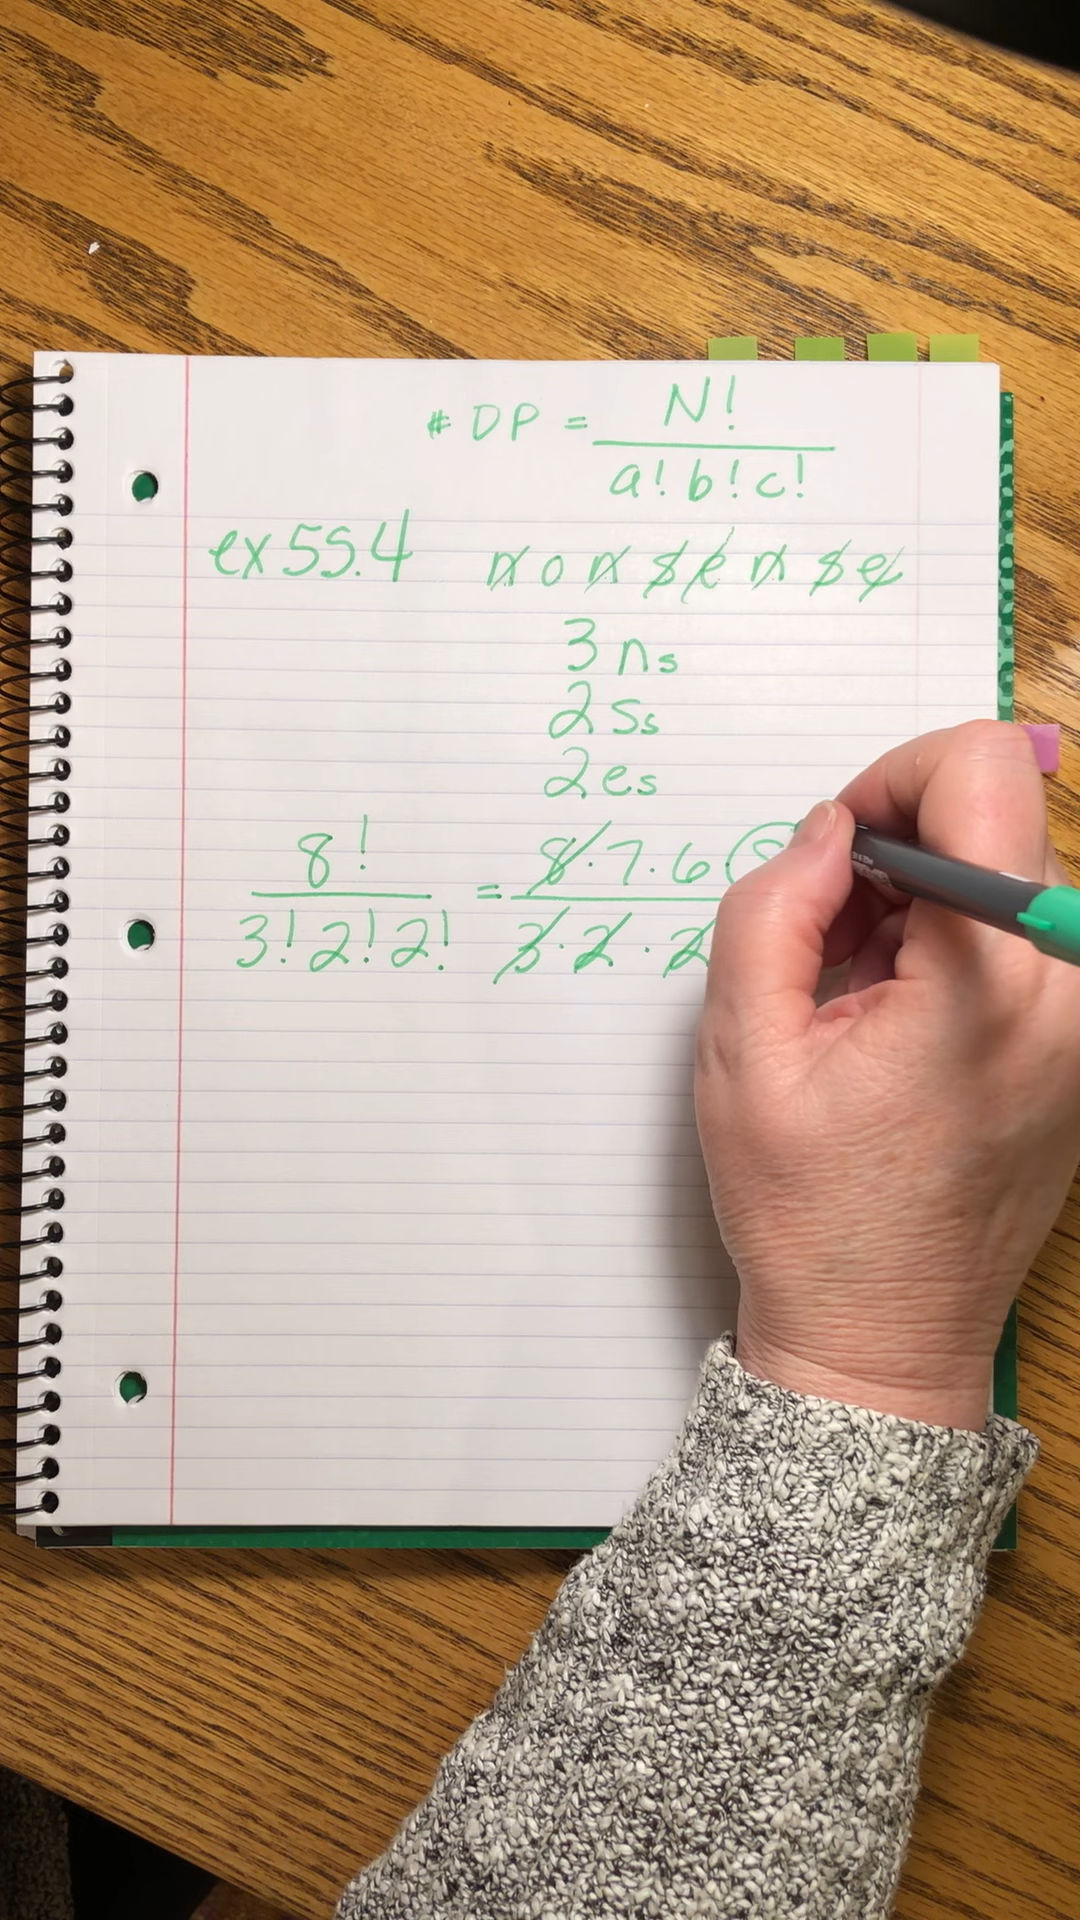 # DP = N! / a! b! c!
ex 55.4 n o n s e n s e
3 ns
2 Ss
2 es
8! / 3! 2! 2! = 8 · 7 · 6 · / 3 · 2 · 2